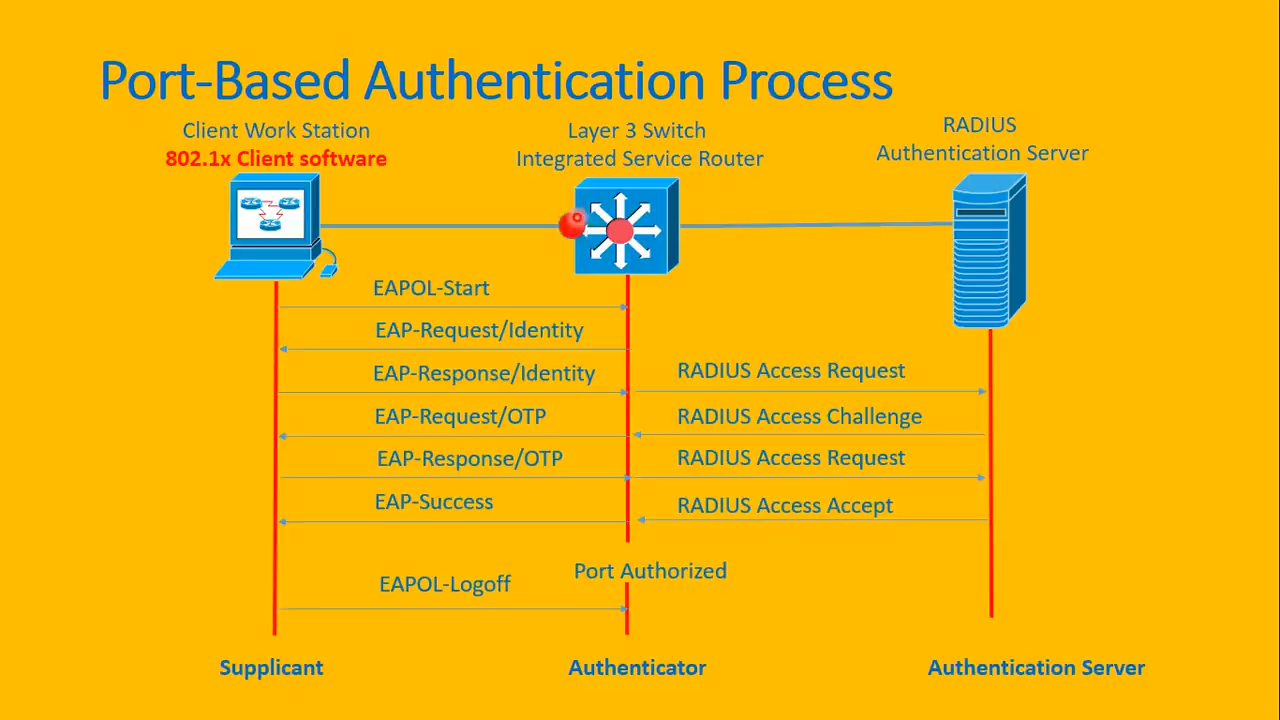 Port-Based Authentication Process
Client Work Station
802.1x Client software
Layer 3 Switch
Integrated Service Router
RADIUS
Authentication Server
EAPOL-Start
EAP-Request/Identity
EAP-Response/Identity
RADIUS Access Request
EAP-Request/OTP
RADIUS Access Challenge
EAP-Response/OTP
RADIUS Access Request
EAP-Success
RADIUS Access Accept
Port Authorized
EAPOL-Logoff
Supplicant
Authenticator
Authentication Server